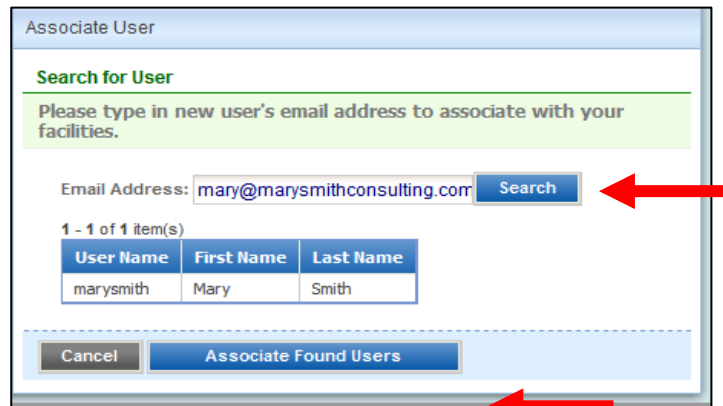 Associate User
Search for User
Please type in new user's email address to associate with your
facilities.
Email Address: mary@marysmithconsulting.com Search
1 - 1 of 1 item(s)
User Name First Name Last Name
marysmith Mary Smith
Cancel Associate Found Users